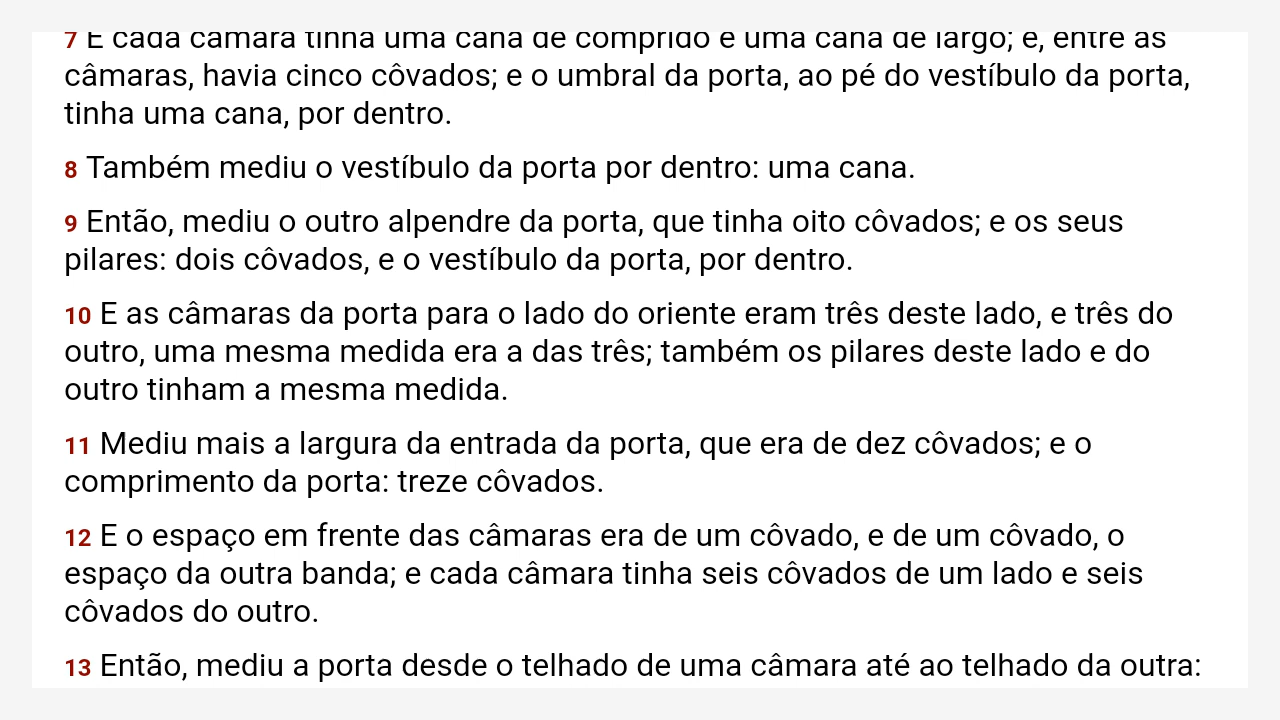 7 E cada câmara tinha uma cana de comprido e uma cana de largo; e, entre as
câmaras, havia cinco côvados; e o umbral da porta, ao pé do vestíbulo da porta,
tinha uma cana, por dentro.
8 Também mediu o vestíbulo da porta por dentro: uma cana.
9 Então, mediu o outro alpendre da porta, que tinha oito côvados; e os seus
pilares: dois côvados, e o vestíbulo da porta, por dentro.
10 E as câmaras da porta para o lado do oriente eram três deste lado, e três do
outro, uma mesma medida era a das três; também os pilares deste lado e do
outro tinham a mesma medida.
11 Mediu mais a largura da entrada da porta, que era de dez côvados; e o
comprimento da porta: treze côvados.
12 E o espaço em frente das câmaras era de um côvado, e de um côvado, o
espaço da outra banda; e cada câmara tinha seis côvados de um lado e seis
côvados do outro.
13 Então, mediu a porta desde o telhado de uma câmara até ao telhado da outra: